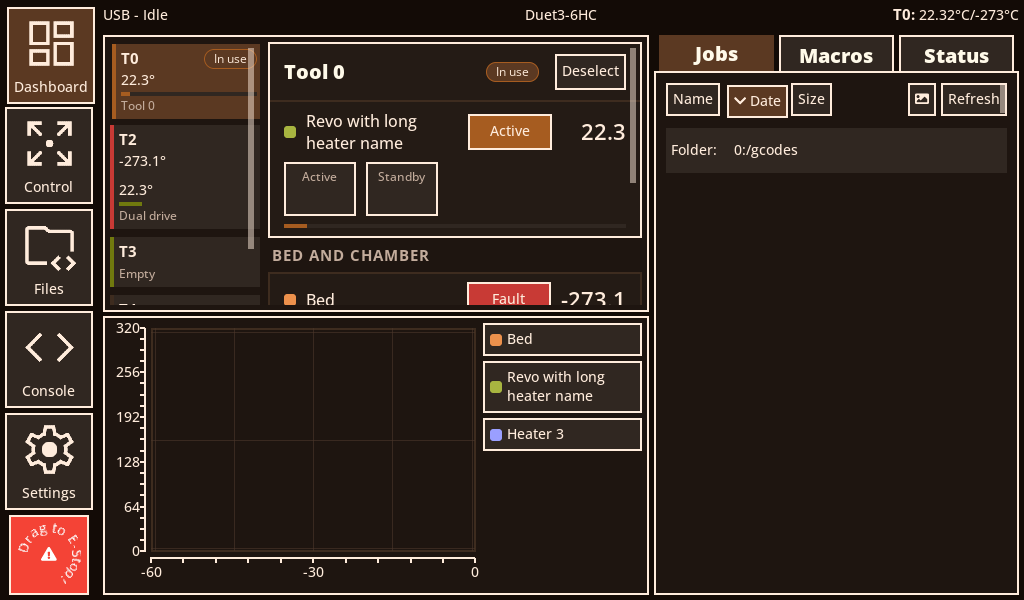 USB - Idle
Duet3-6HC
T0: 22.32°C/-273°C
Dashboard
Control
Files
Console
Settings
Drag to E-Stop!
T0
In use
22.3°
Tool 0
T2
-273.1°
22.3°
Dual drive
T3
Empty
Tool 0
In use
Deselect
Revo with long
heater name
Active
22.3
Active
Standby
BED AND CHAMBER
Bed
Fault
-273.1
320
256
192
128
64
0
-60
-30
0
Bed
Revo with long
heater name
Heater 3
Jobs
Macros
Status
Name
Date
Size
Refresh
Folder:
0:/gcodes